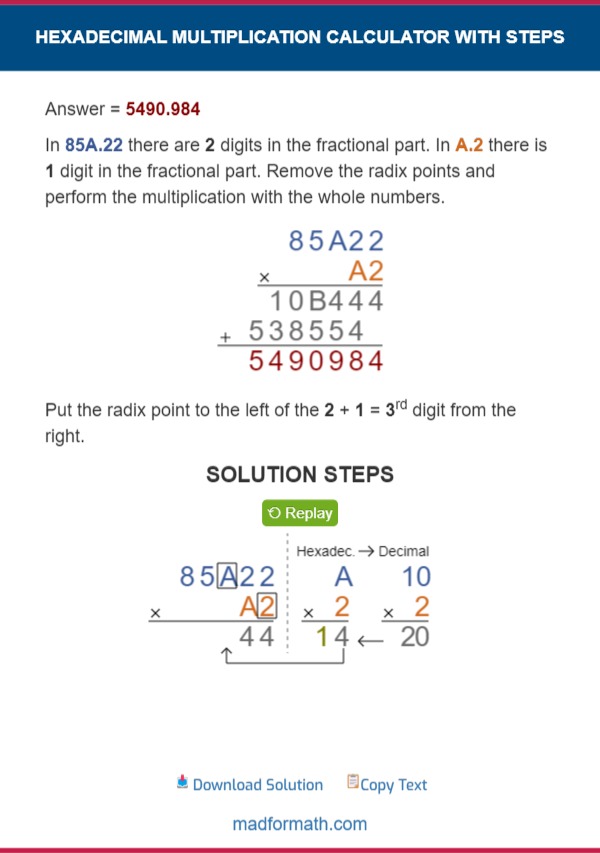 HEXADECIMAL MULTIPLICATION CALCULATOR WITH STEPS
Answer = 5490.984
In 85A.22 there are 2 digits in the fractional part. In A.2 there is
1 digit in the fractional part. Remove the radix points and
perform the multiplication with the whole numbers.
85A22
× A2
10B444
+ 538554
5490984
Put the radix point to the left of the 2 + 1 = 3rd digit from the
right.
SOLUTION STEPS
Replay
Hexadec. → Decimal
85A22 A 10
× A2 × 2 × 2
44 14 ← 20
Download Solution Copy Text
madformath.com